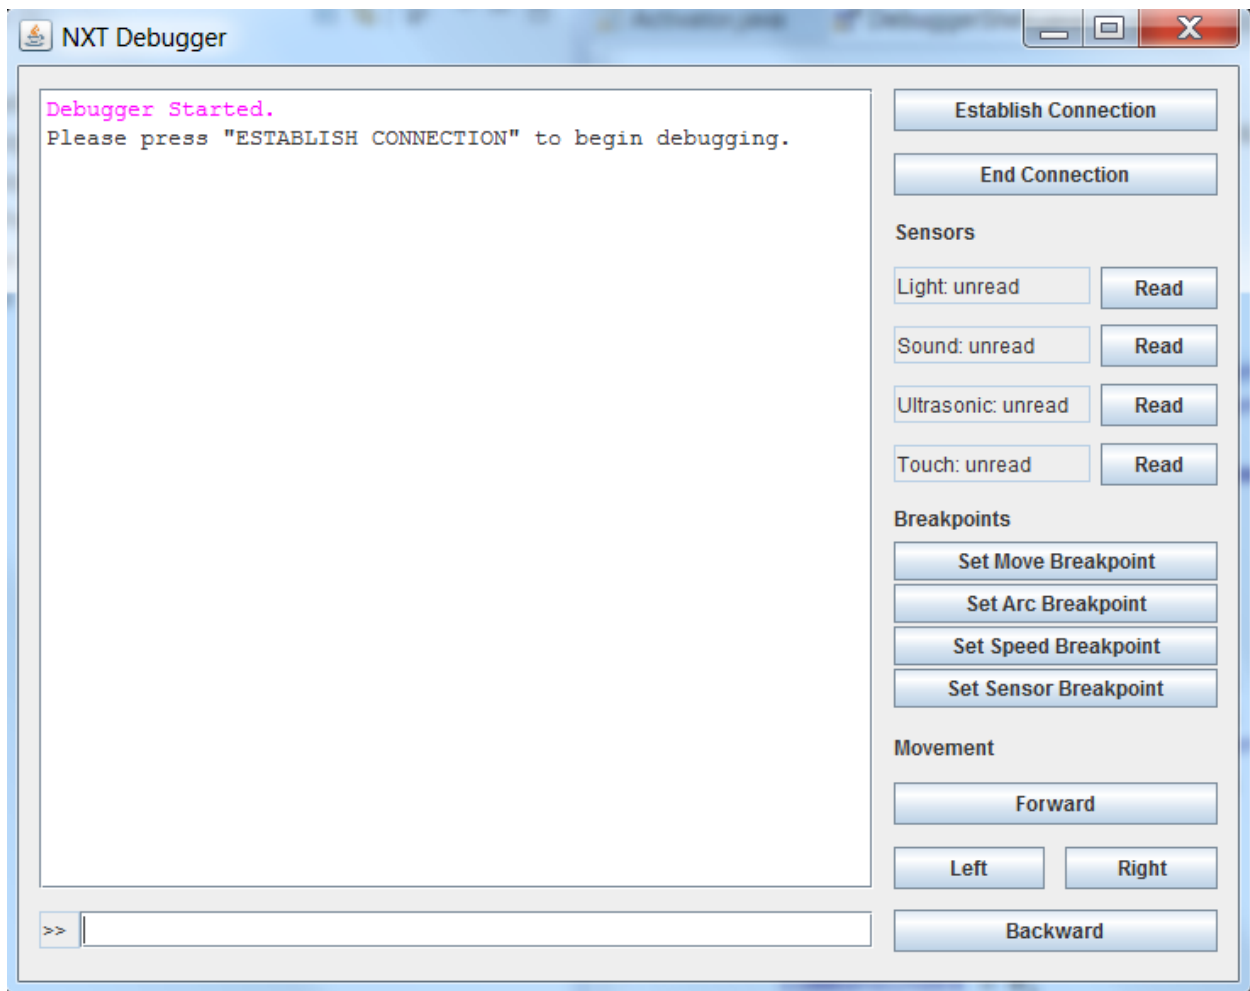 Activator.java
NXT Debugger
Debugger Started.
Please press "ESTABLISH CONNECTION" to begin debugging.
>>
Establish Connection
End Connection
Sensors
Light: unread Read
Sound: unread Read
Ultrasonic: unread Read
Touch: unread Read
Breakpoints
Set Move Breakpoint
Set Arc Breakpoint
Set Speed Breakpoint
Set Sensor Breakpoint
Movement
Forward
Left Right
Backward